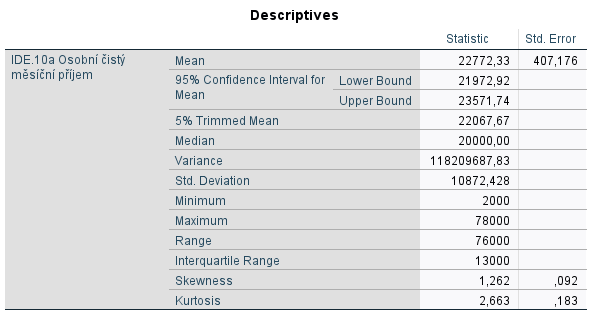 Descriptives
Statistic Std. Error
IDE.10a Osobní čistý měsíční příjem Mean 22772,33 407,176
95% Confidence Interval for Mean Lower Bound 21972,92
Upper Bound 23571,74
5% Trimmed Mean 22067,67
Median 20000,00
Variance 118209687,83
Std. Deviation 10872,428
Minimum 2000
Maximum 78000
Range 76000
Interquartile Range 13000
Skewness 1,262 ,092
Kurtosis 2,663 ,183